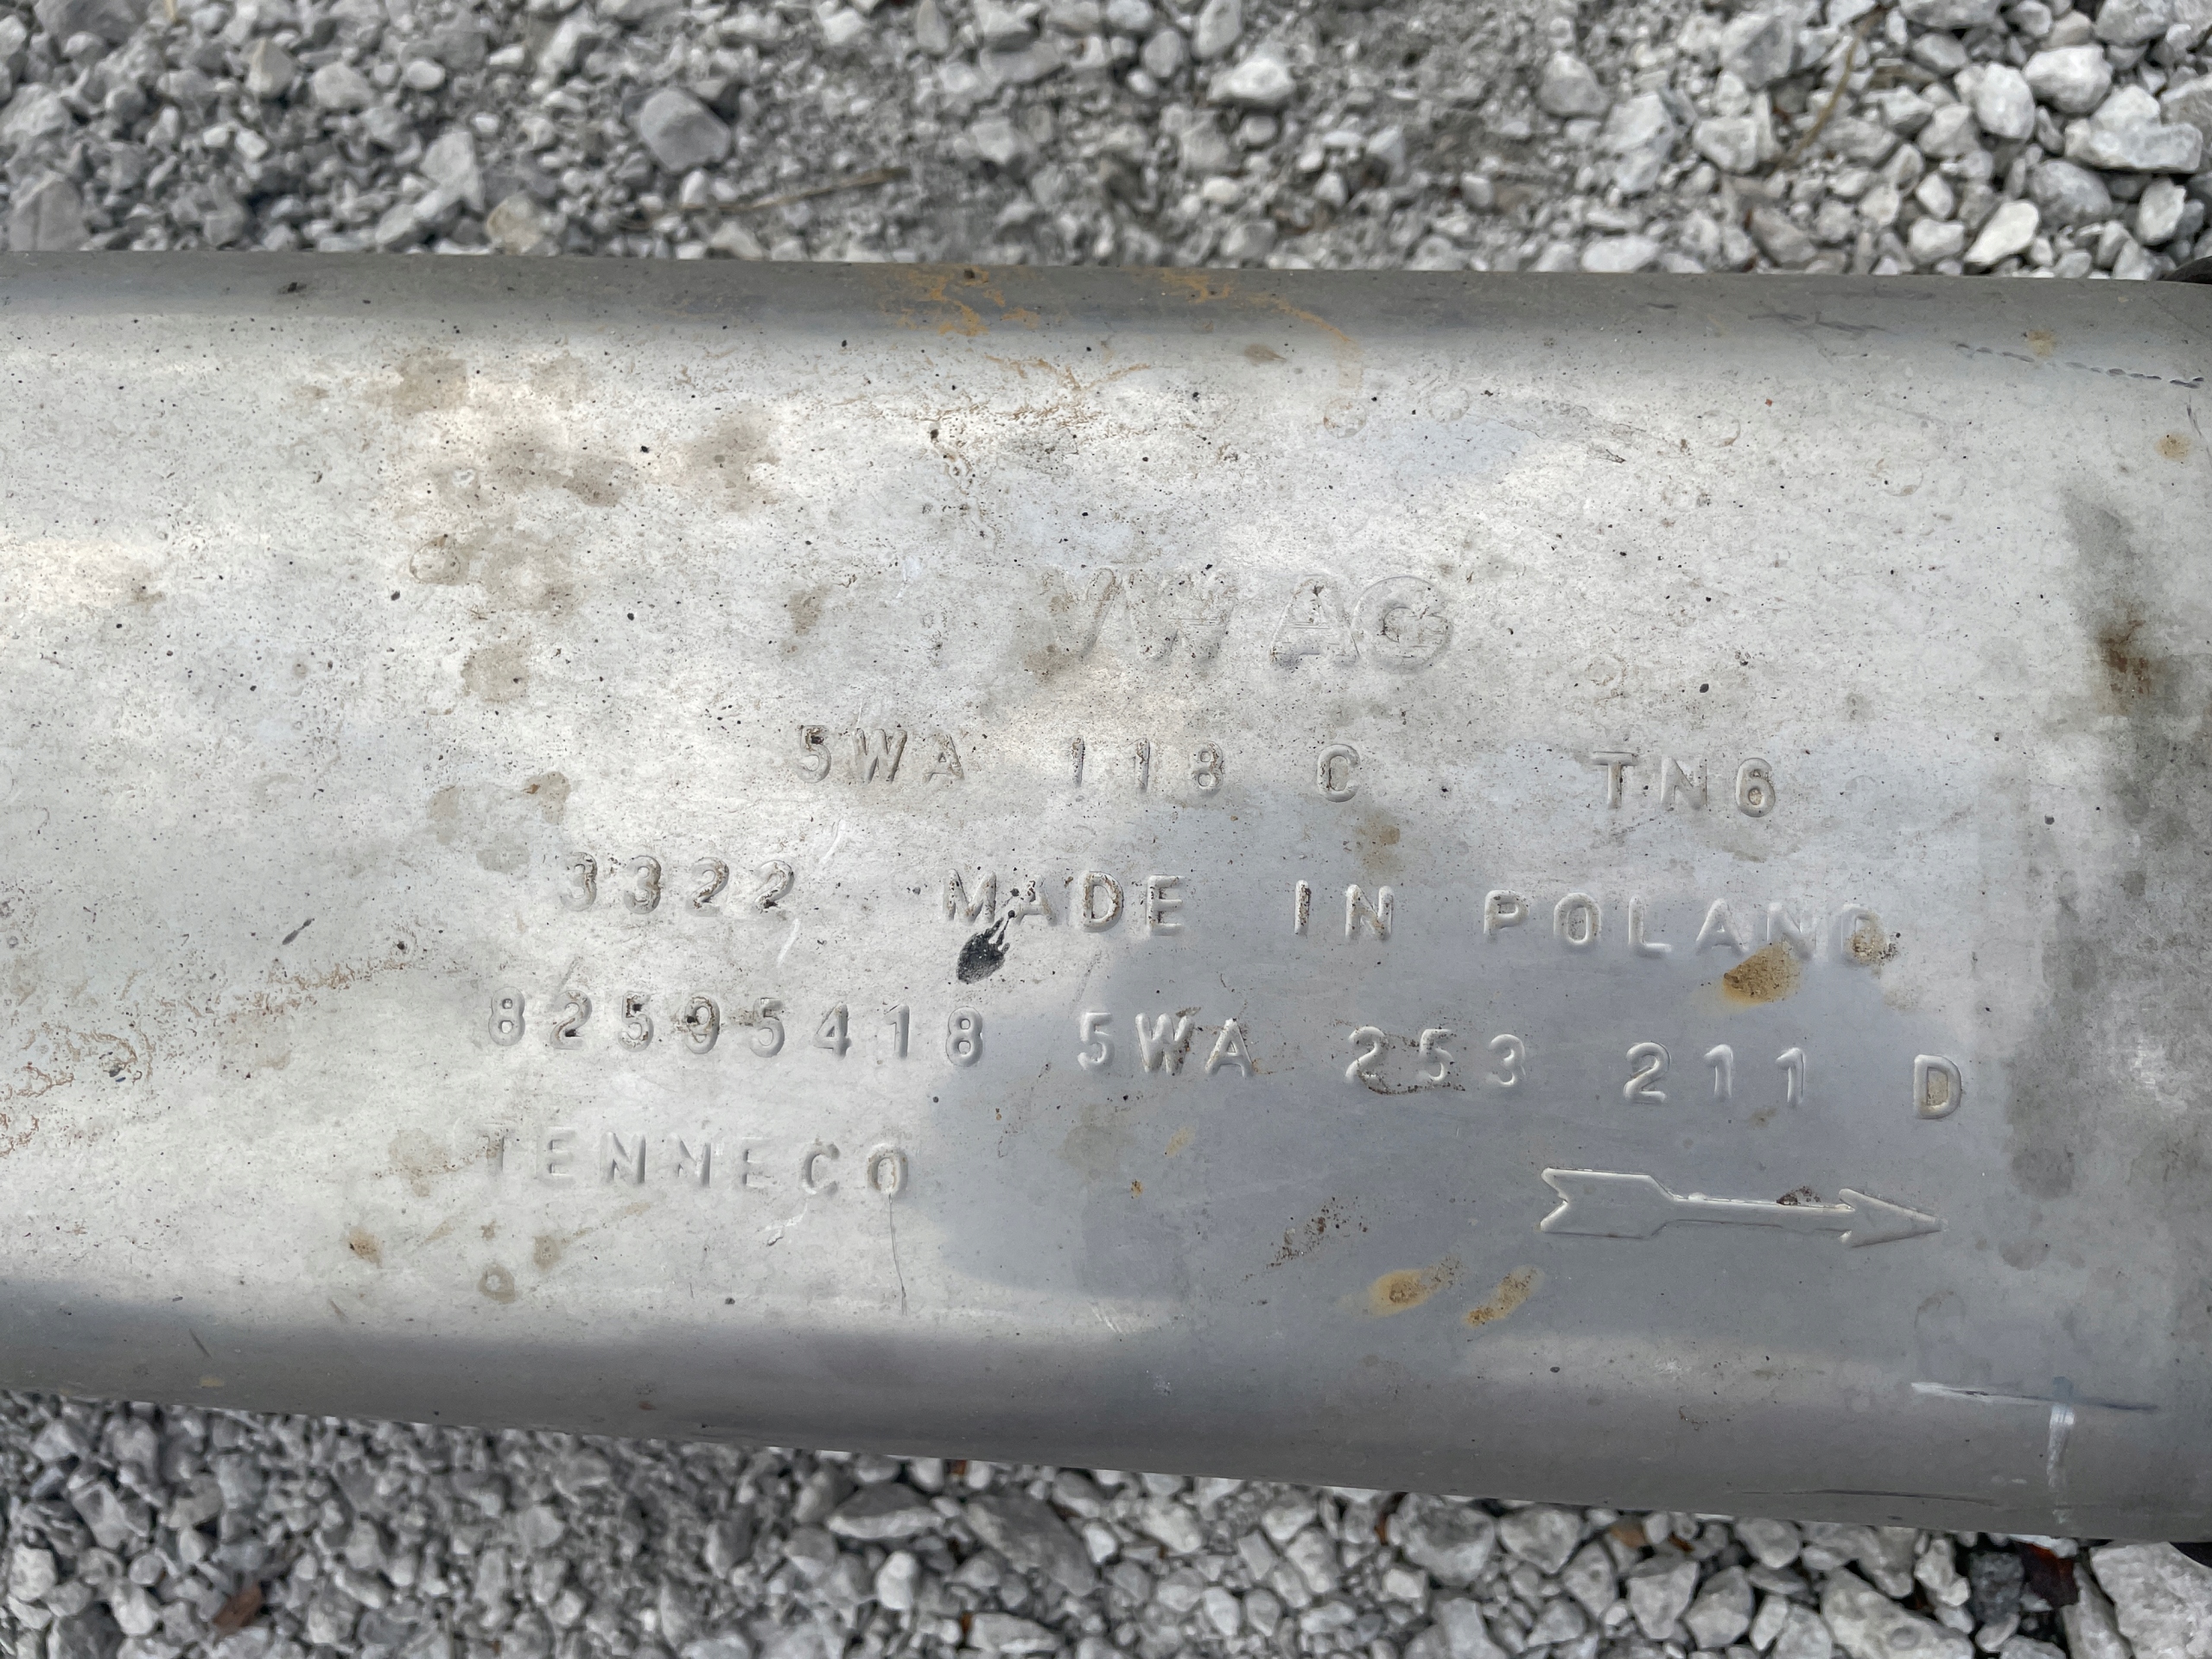 VW AG
5WA 118 C TN6
3322 MADE IN POLAND
82595418 5WA 253 211 D
TENNECO